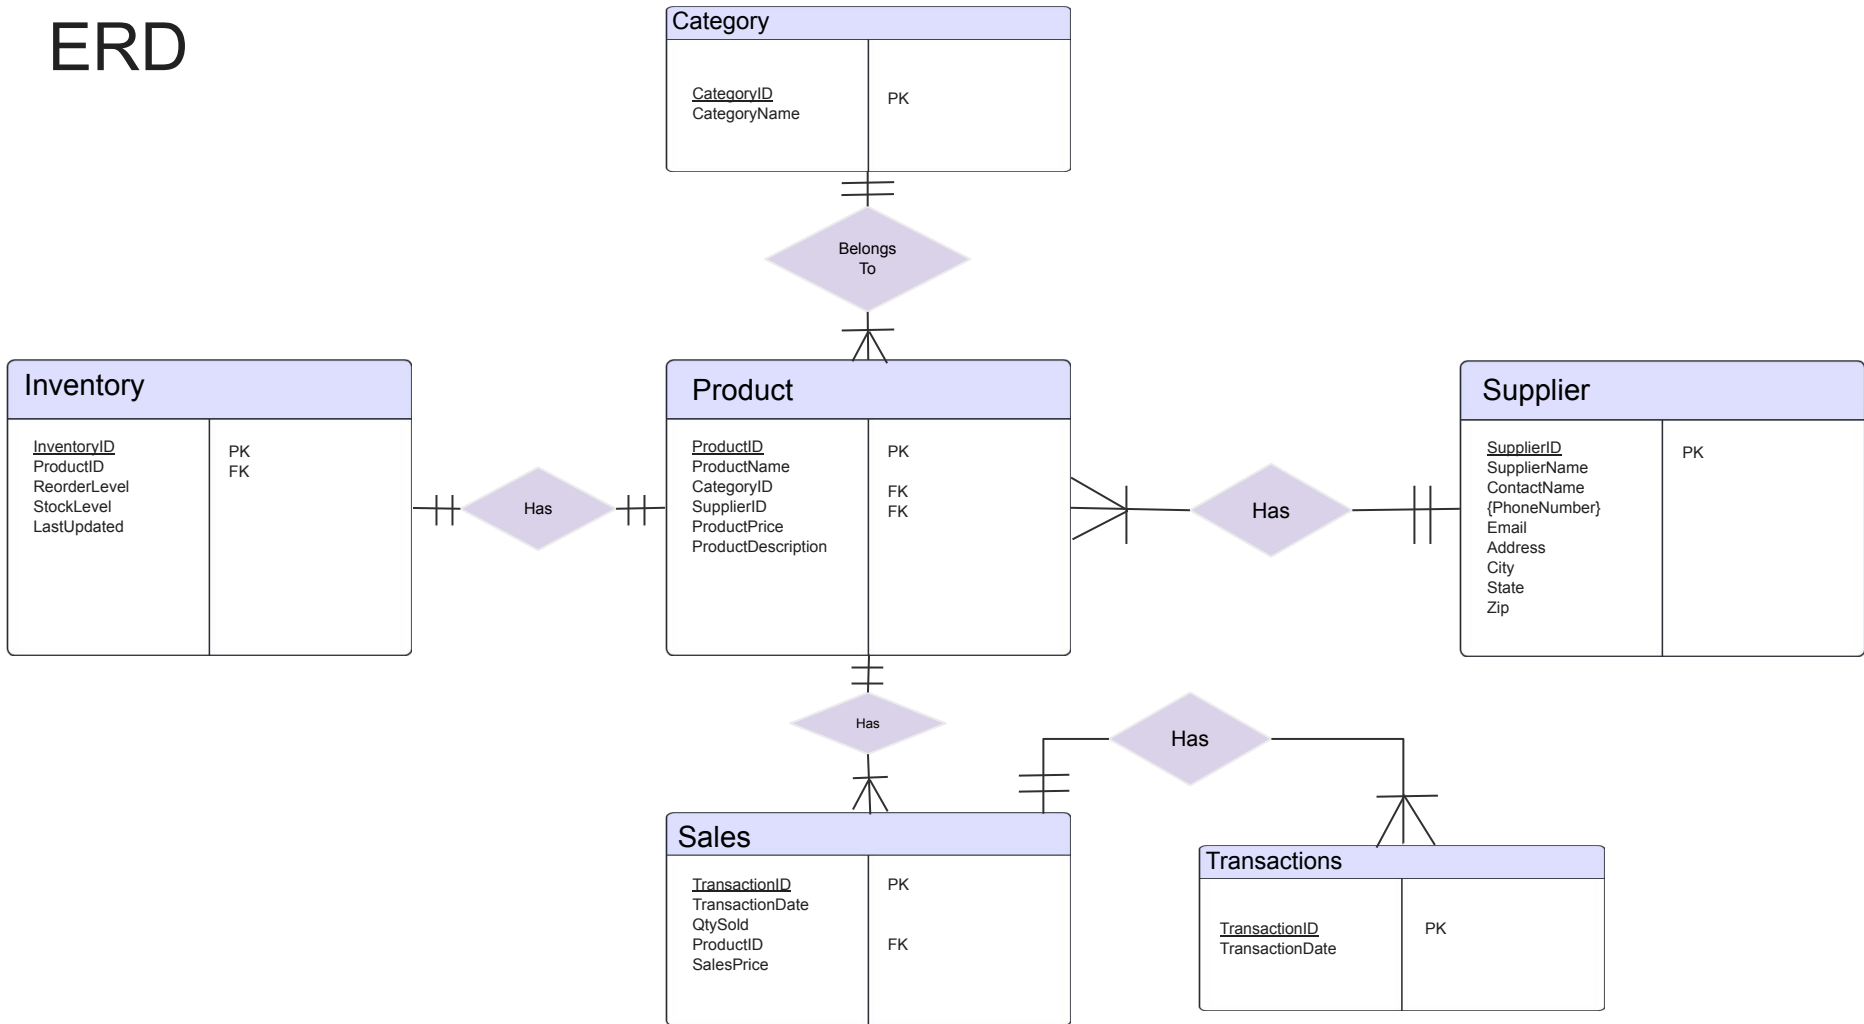 ERD
Category
CategoryID
CategoryName
PK
Belongs
To
Inventory
InventoryID
ProductID
ReorderLevel
StockLevel
LastUpdated
PK
FK
Has
Product
ProductID
ProductName
CategoryID
SupplierID
ProductPrice
ProductDescription
PK
FK
FK
Has
Supplier
SupplierID
SupplierName
ContactName
{PhoneNumber}
Email
Address
City
State
Zip
PK
Has
Has
Sales
TransactionID
TransactionDate
QtySold
ProductID
SalesPrice
PK
FK
Transactions
TransactionID
TransactionDate
PK